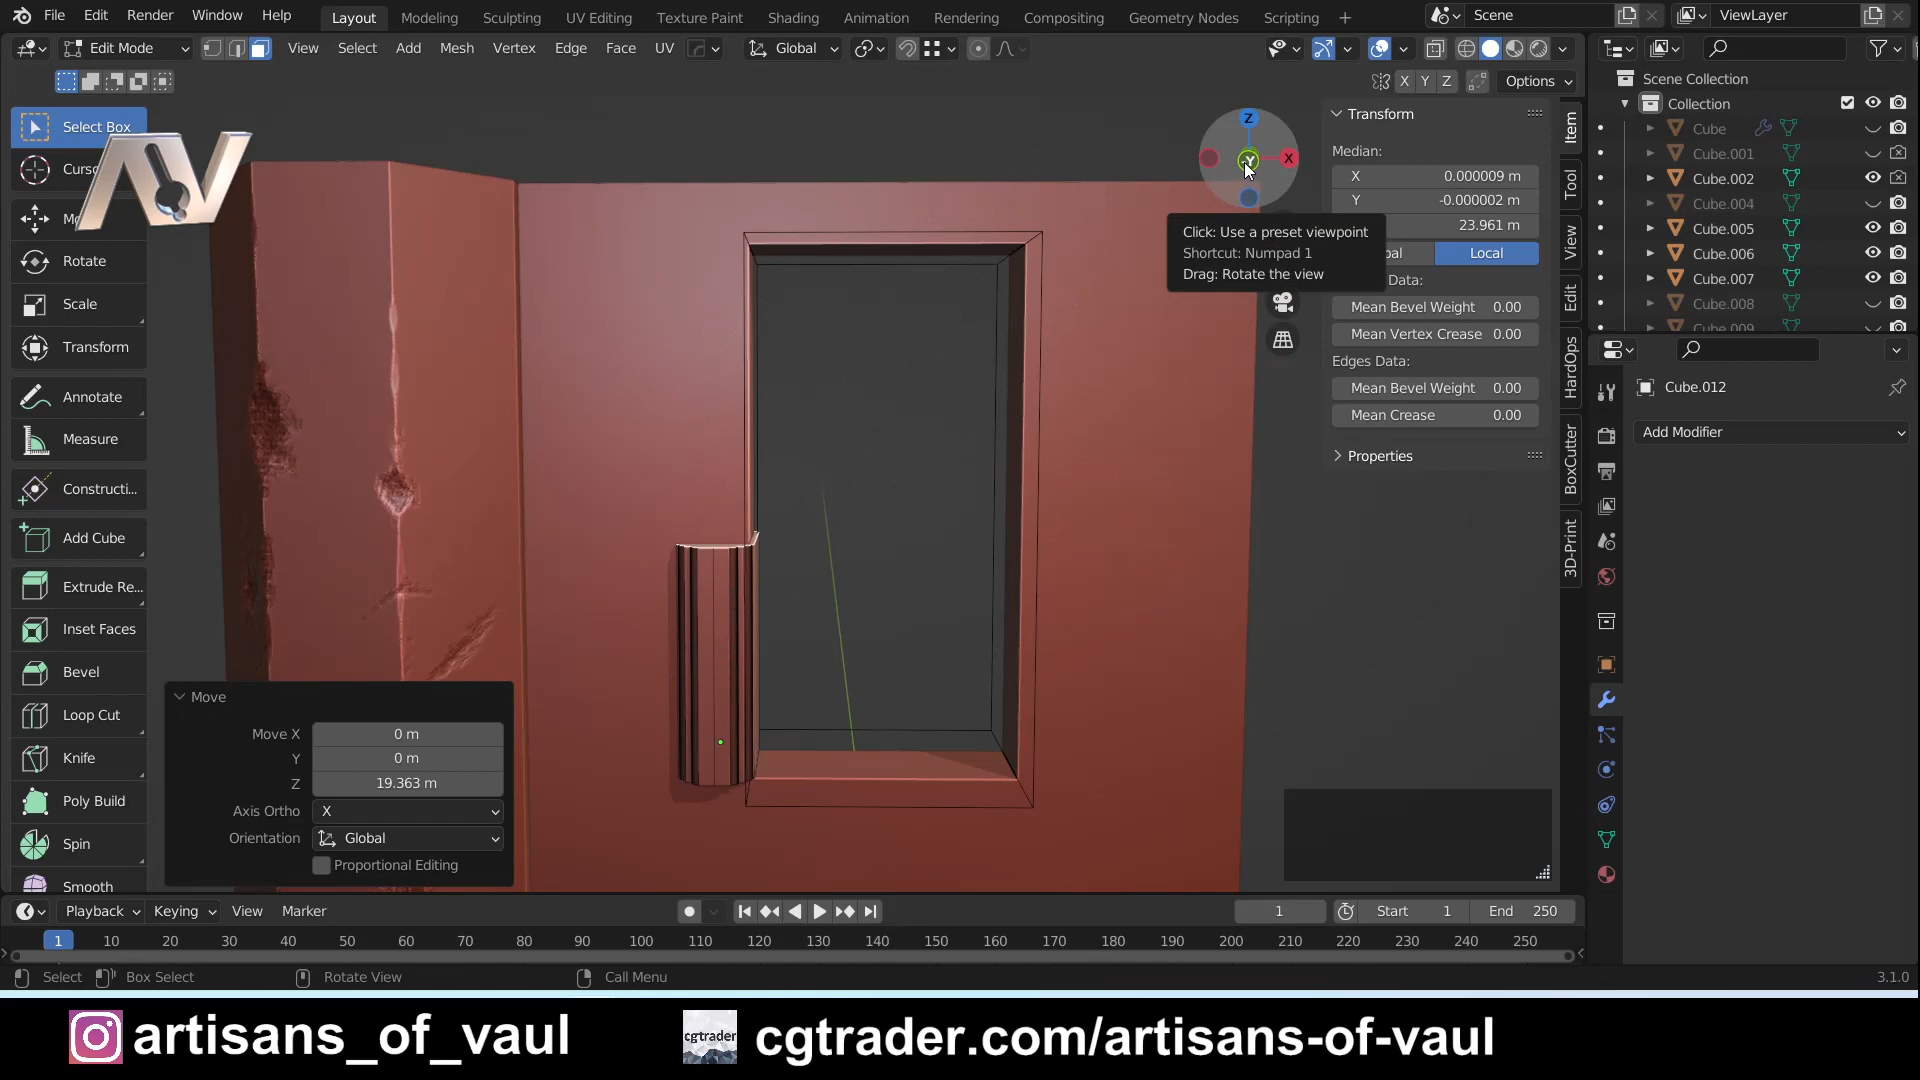 File Edit Render Window Help Layout Modeling Sculpting UV Editing Texture Paint Shading Animation Rendering Compositing Geometry Nodes Scripting + Scene ViewLayer
Edit Mode View Select Add Mesh Vertex Edge Face UV Global
X Y Z Options
Scene Collection
Collection
Cube
Cube.001
Cube.002
Cube.004
Cube.005
Cube.006
Cube.007
Cube.008
Cube.009
Select Box
Rotate
Scale
Transform
Annotate
Measure
Constructi...
Add Cube
Extrude Re...
Inset Faces
Bevel
Loop Cut
Knife
Poly Build
Spin
Smooth
AV
Z
Y
X
Click: Use a preset viewpoint
Shortcut: Numpad 1
Drag: Rotate the view
Transform
Median:
X 0.000009 m
Y -0.000002 m
23.961 m
bal Local
Data:
Mean Bevel Weight 0.00
Mean Vertex Crease 0.00
Edges Data:
Mean Bevel Weight 0.00
Mean Crease 0.00
Properties
Item
Tool
View
Edit
HardOps
BoxCutter
3D-Print
Cube.012
Add Modifier
Move
Move X 0 m
Y 0 m
Z 19.363 m
Axis Ortho X
Orientation Global
Proportional Editing
Playback Keying View Marker 1 Start 1 End 250
1 10 20 30 40 50 60 70 80 90 100 110 120 130 140 150 160 170 180 190 200 210 220 230 240 250
Select Box Select Rotate View Call Menu 3.1.0
artisans_of_vaul cgtrader cgtrader.com/artisans-of-vaul